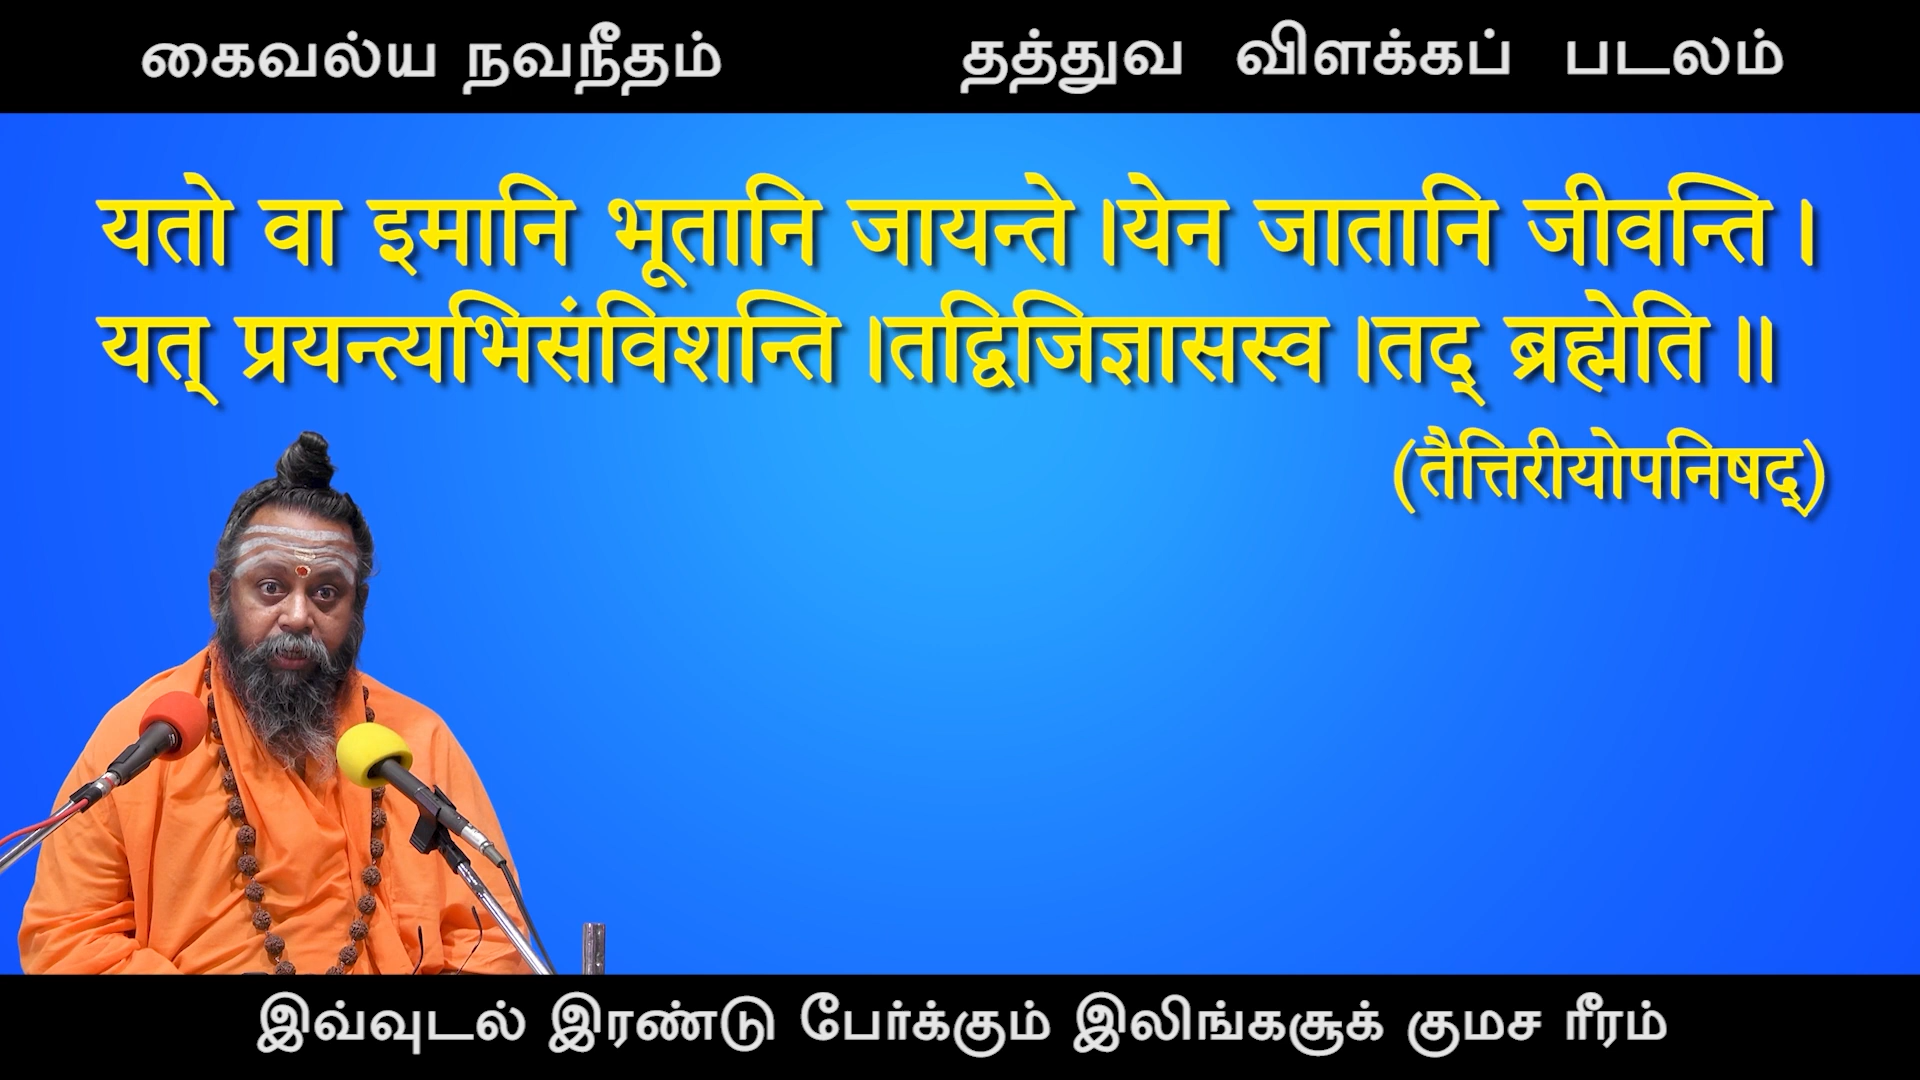 கைவல்ய நவநீதம் தத்துவ விளக்கப் படலம்
यतो वा इमानि भूतानि जायन्ते ।येन जातानि जीवन्ति ।
यत् प्रयन्त्यभिसंविशन्ति ।तद्विजिज्ञासस्व ।तद् ब्रह्मेति ॥
(तैत्तिरीयोपनिषद्)
இவ்வுடல் இரண்டு பேர்க்கும் இலிங்கசூக் குமச ரீரம்